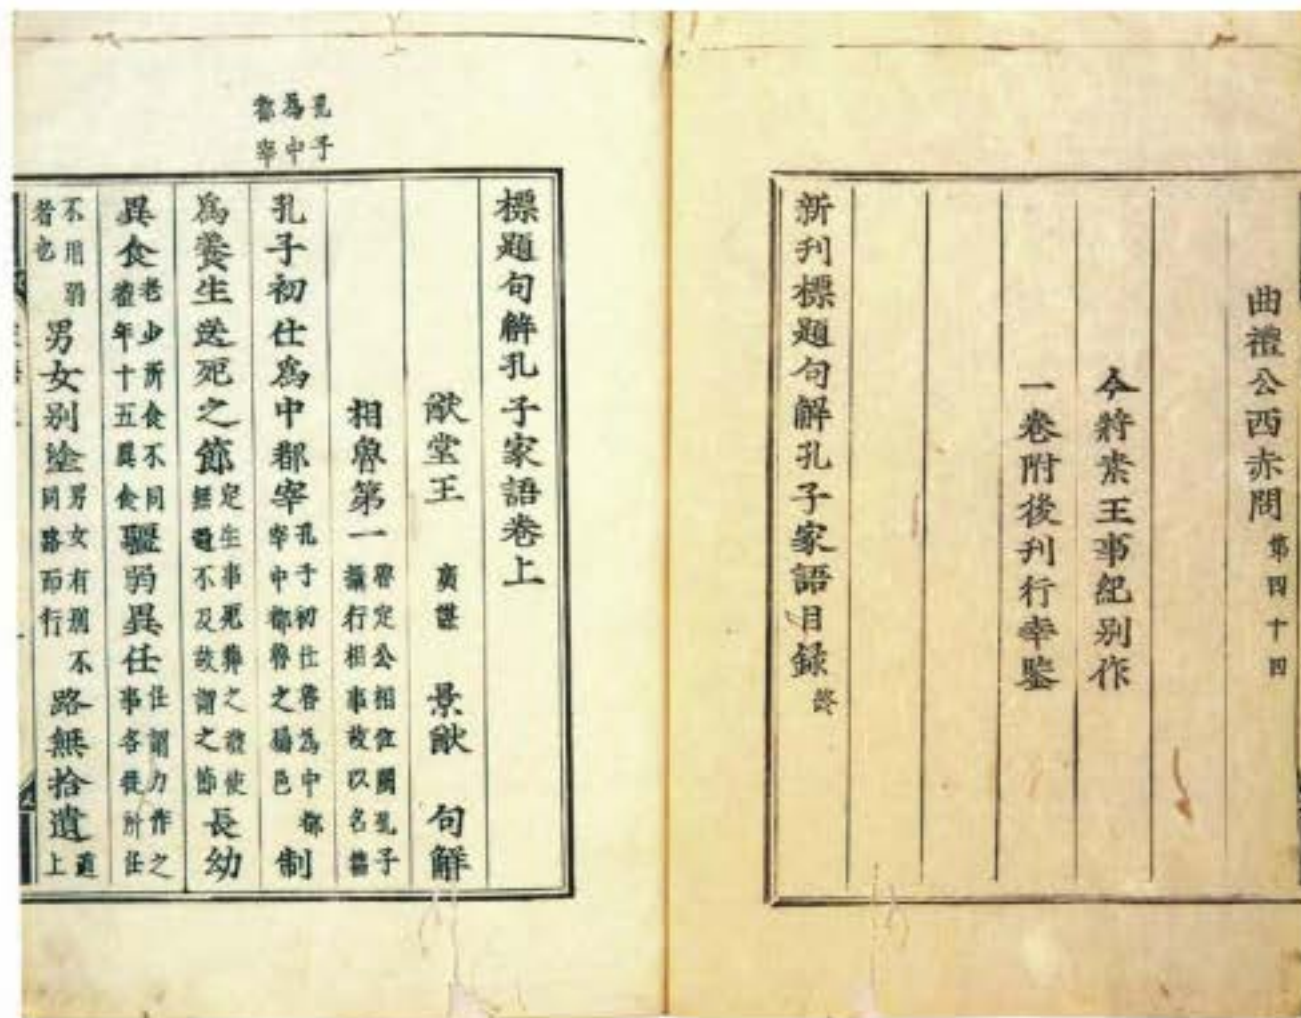 曲禮公西赤問第四十四
今將素王事紀別作
一卷附後刊行幸鑒
新刊標題句解孔子家語目錄終
孔子
為中
都宰
標題句解孔子家語卷上
猷堂王 廣謀 景猷 句解
相魯第一魯定公相位闕孔子攝行相事故以名篇
孔子初仕爲中都宰孔子初仕魯為中都宰中都魯之屬邑制
爲養生送死之節定生事死葬之禮使無過不及故謂之節長幼
異食老少所食不同禮年十五異食彊弱異任任謂力作之事各從所任
不用弱者也男女別塗男女有別不同路而行路無拾遺道上